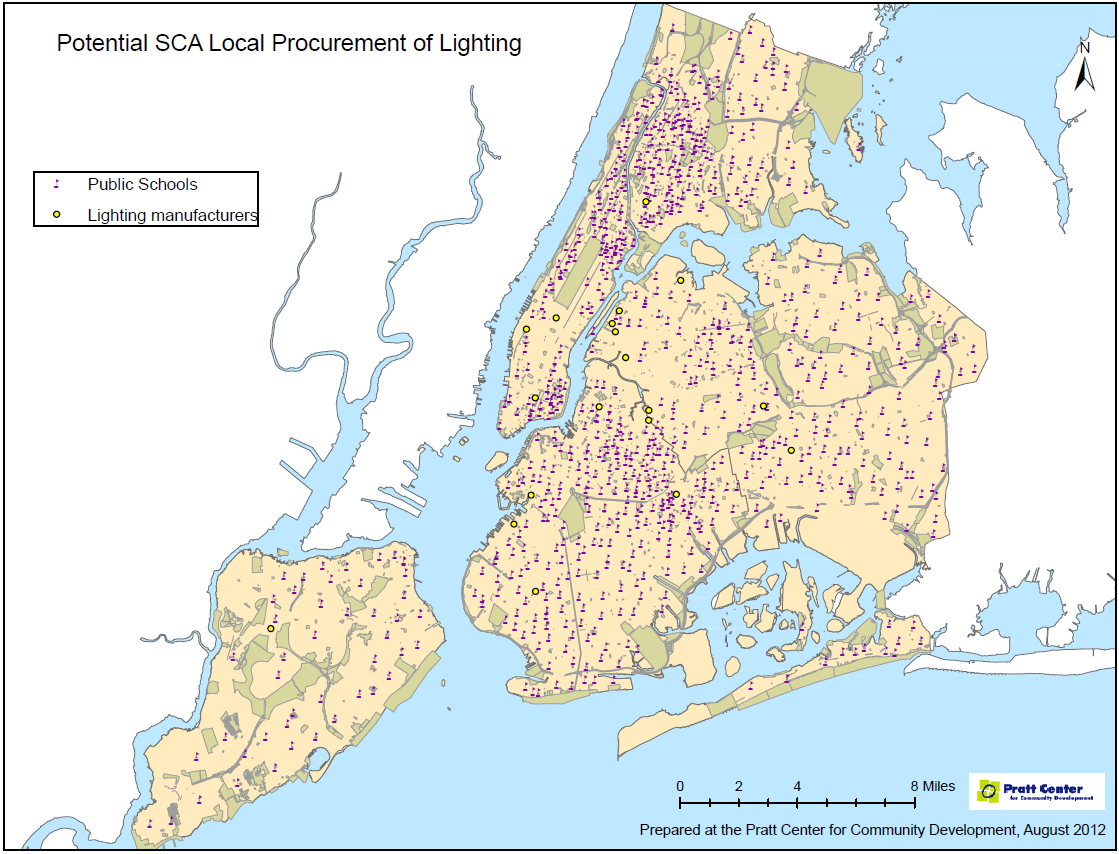 Potential SCA Local Procurement of Lighting
N
Public Schools
Lighting manufacturers
0 2 4 8 Miles
Pratt Center
for Community Development
Prepared at the Pratt Center for Community Development, August 2012